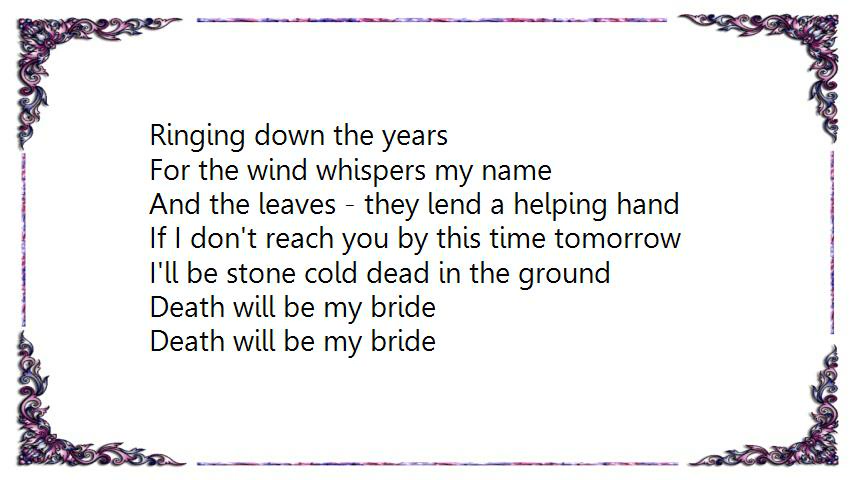 Ringing down the years
For the wind whispers my name
And the leaves - they lend a helping hand
If I don't reach you by this time tomorrow
I'll be stone cold dead in the ground
Death will be my bride
Death will be my bride